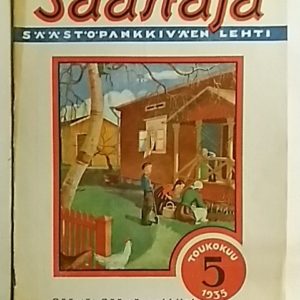 Säästäjä
SÄÄSTÖPANKKIVÄEN LEHTI
TOUKOKUU
5
1935